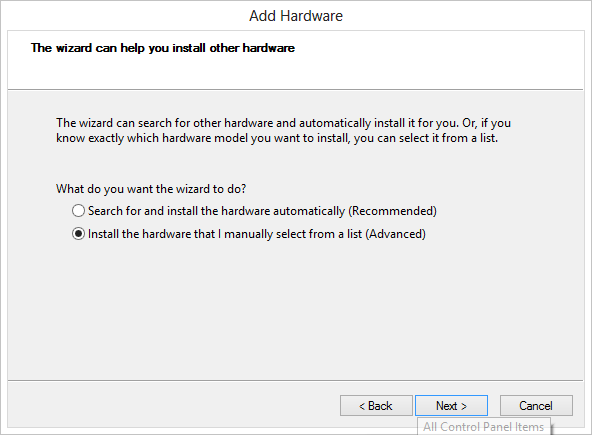 Add Hardware
The wizard can help you install other hardware
The wizard can search for other hardware and automatically install it for you. Or, if you
know exactly which hardware model you want to install, you can select it from a list.
What do you want the wizard to do?
Search for and install the hardware automatically (Recommended)
Install the hardware that I manually select from a list (Advanced)
< Back Next > Cancel
All Control Panel Items